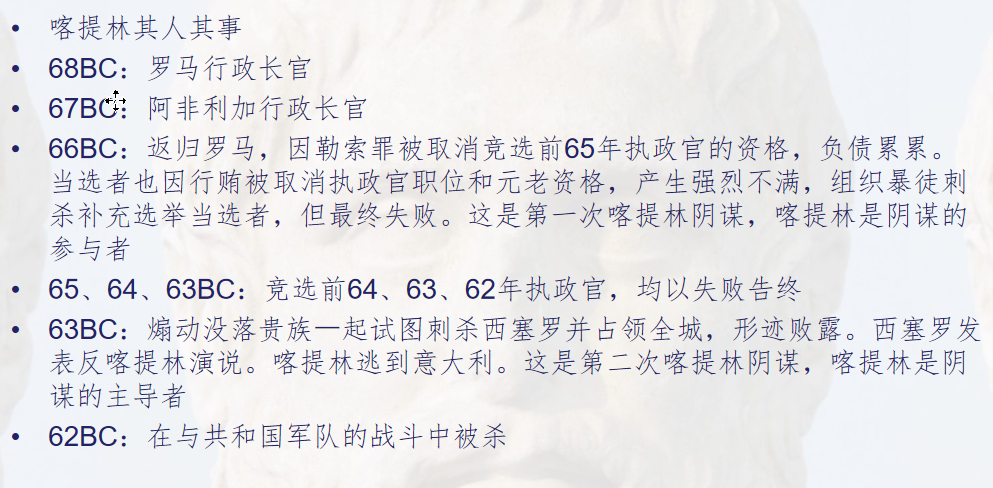 • 喀提林其人其事
• 68BC：罗马行政长官
• 67BC：阿非利加行政长官
• 66BC：返归罗马，因勒索罪被取消竞选前65年执政官的资格，负债累累。
当选者也因行贿被取消执政官职位和元老资格，产生强烈不满，组织暴徒刺
杀补充选举当选者，但最终失败。这是第一次喀提林阴谋，喀提林是阴谋的
参与者
• 65、64、63BC：竞选前64、63、62年执政官，均以失败告终
• 63BC：煽动没落贵族一起试图刺杀西塞罗并占领全城，形迹败露。西塞罗发
表反喀提林演说。喀提林逃到意大利。这是第二次喀提林阴谋，喀提林是阴
谋的主导者
• 62BC：在与共和国军队的战斗中被杀